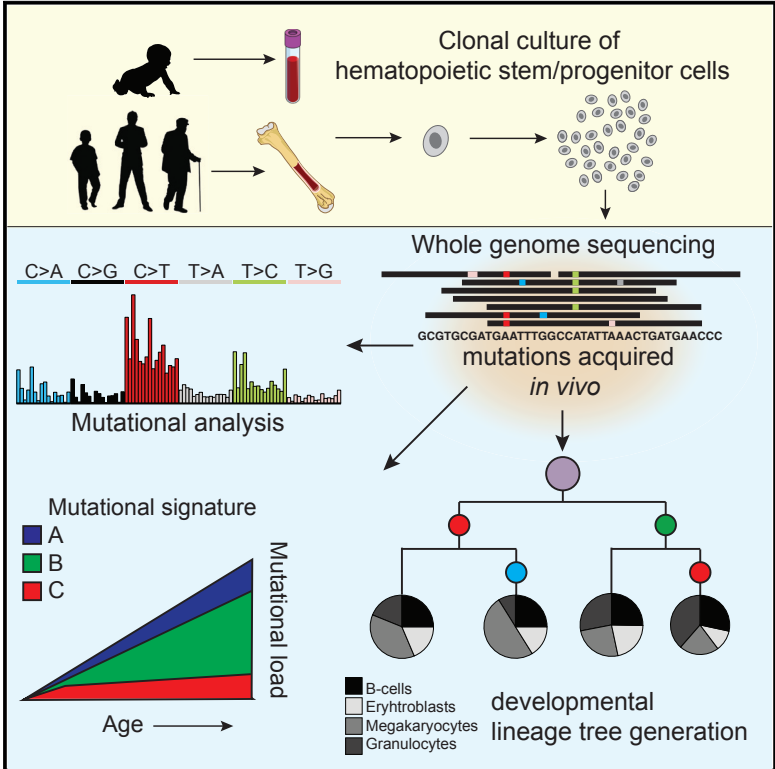 Clonal culture of
hematopoietic stem/progenitor cells
Whole genome sequencing
C>A C>G C>T T>A T>C T>G
GCGTGCGATGAATTTGGCCATATTAAACTGATGAACCC
mutations acquired
in vivo
Mutational analysis
Mutational signature
A
B
C
Mutational load
Age
B-cells
Eryhtroblasts
Megakaryocytes
Granulocytes
developmental
lineage tree generation